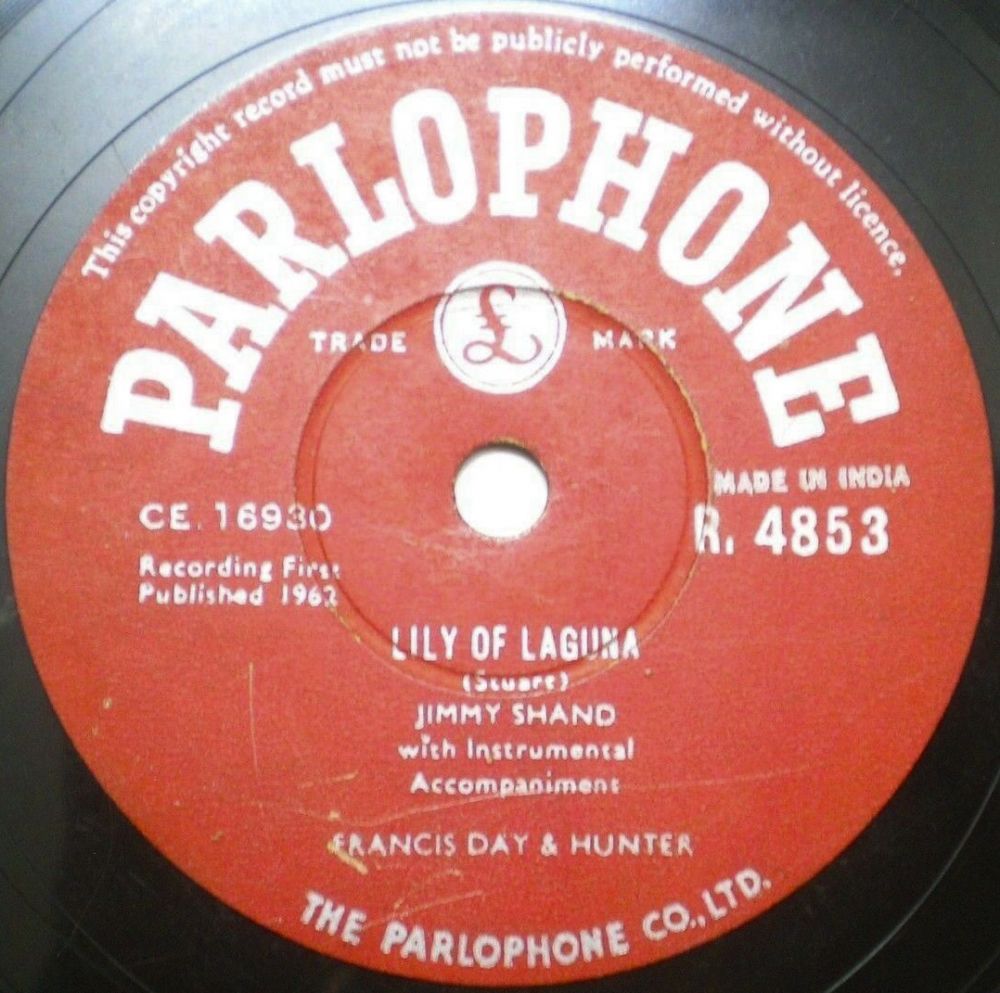 This copyright record must not be publicly performed without licence.
PARLOPHONE
TRADE £ MARK
MADE IN INDIA
CE. 16930
R. 4853
Recording First
Published 1962
LILY OF LAGUNA
(Stuart)
JIMMY SHAND
with Instrumental
Accompaniment
FRANCIS DAY & HUNTER
THE PARLOPHONE CO., LTD.